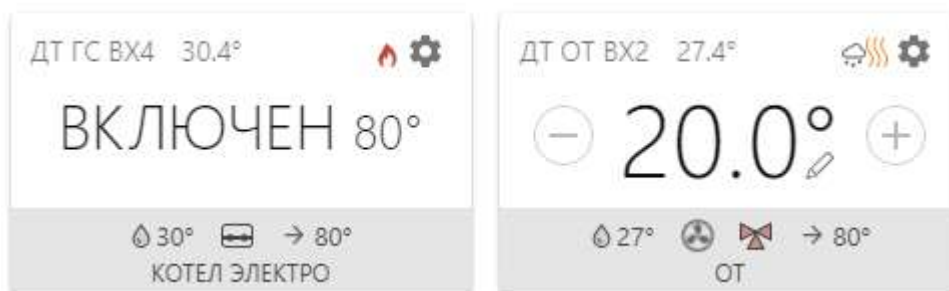 ДТ ГС ВХ4 30.4°
ВКЛЮЧЕН 80°
30° → 80°
КОТЕЛ ЭЛЕКТРО
ДТ ОТ ВХ2 27.4°
− 20.0° +
27° → 80°
ОТ